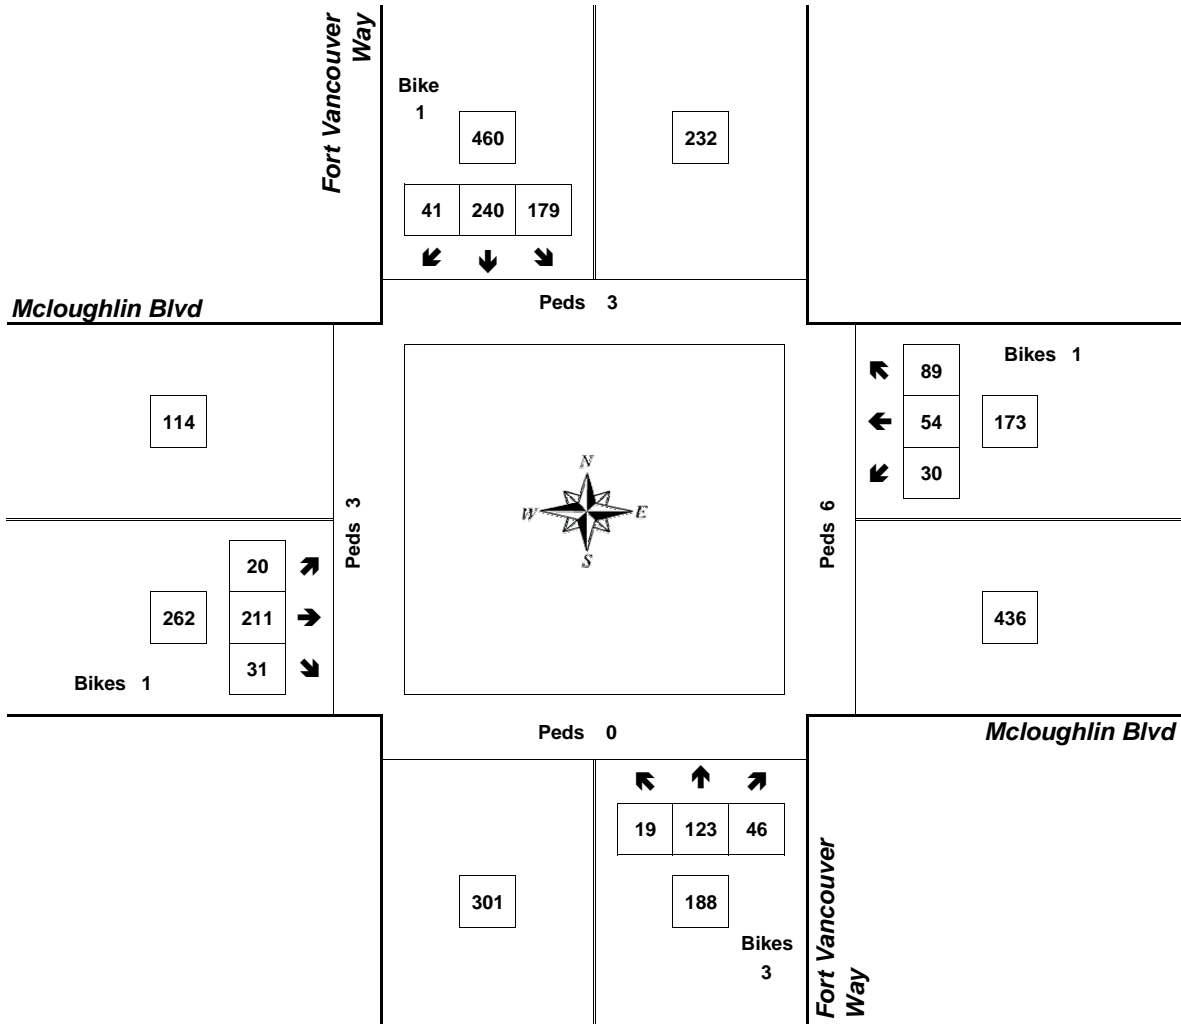 Fort Vancouver
Way
Bike
1
460
232
41 240 179
Mcloughlin Blvd
Peds 3
Bikes 1
89
114
54
173
30
N
W E
S
Peds 3
Peds 6
20
262
211
436
31
Bikes 1
Peds 0
Mcloughlin Blvd
19 123 46
301
188
Bikes
3
Fort Vancouver
Way